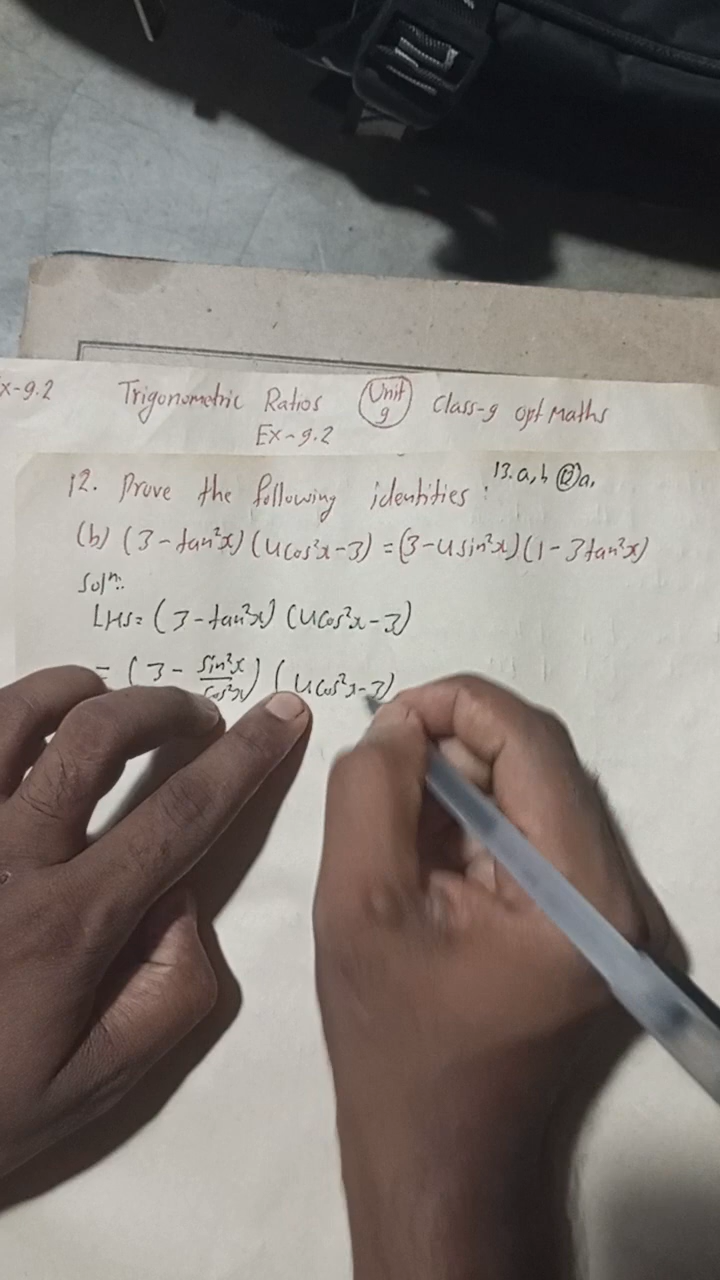 x-9.2 Trigonometric Ratios Unit 9 Class-9 opt Maths
Ex-9.2
12. Prove the following identities : 13. a, b 12 a,
(b) (3 - tan²x) (4cos²x - 3) = (3 - 4sin²x) (1 - 3tan²x)
Solⁿ:
LHS = (3 - tan²x) (4cos²x - 3)
= (3 - sin²x/cos²x) (4cos²x - 3)